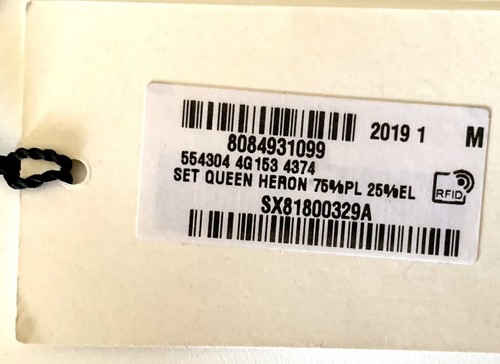 2019 1 M
8084931099
554304 4G153 4374
SET QUEEN HERON 75%PL 25%EL
RFID
SX81800329A